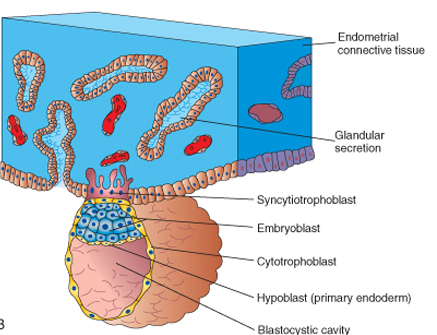 Endometrial
connective tissue
Glandular
secretion
Syncytiotrophoblast
Embryoblast
Cytotrophoblast
Hypoblast (primary endoderm)
Blastocystic cavity
B